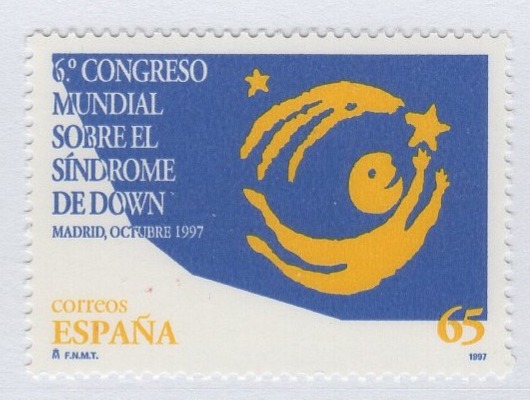 6.º CONGRESO
MUNDIAL
SOBRE EL
SÍNDROME
DE DOWN
MADRID, OCTUBRE 1997
correos
ESPAÑA
F.N.M.T.
65
1997